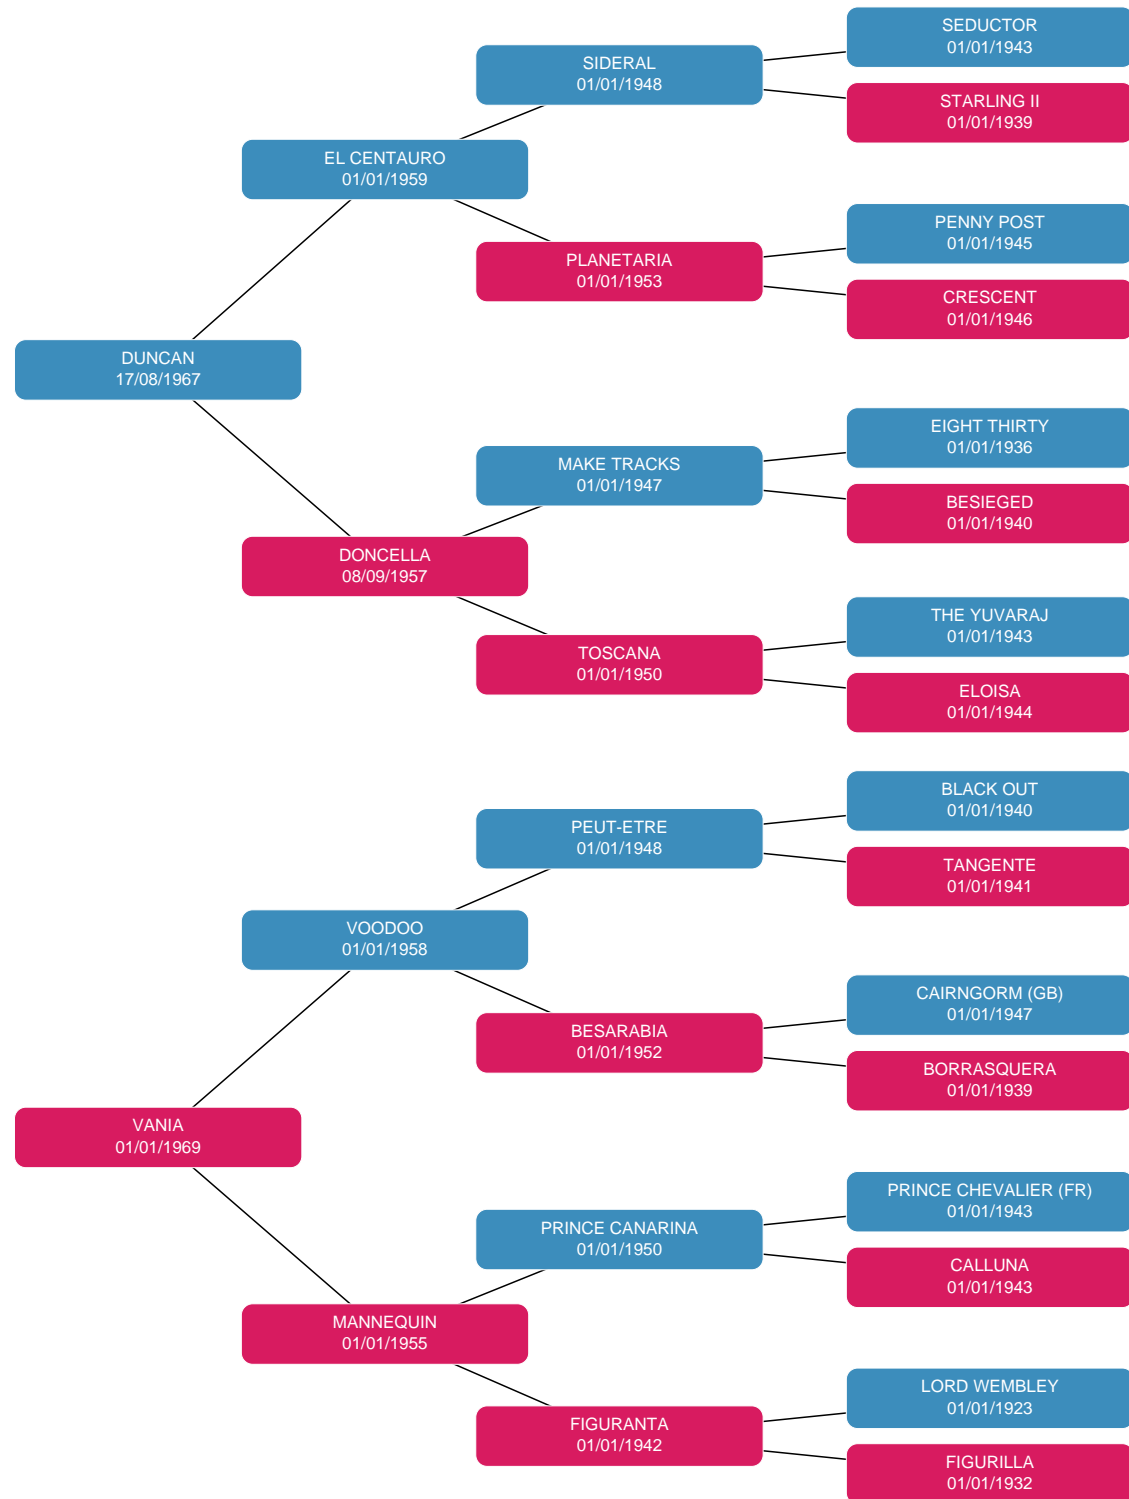 SEDUCTOR
01/01/1943
SIDERAL
01/01/1948
STARLING II
01/01/1939
EL CENTAURO
01/01/1959
PENNY POST
01/01/1945
PLANETARIA
01/01/1953
CRESCENT
01/01/1946
DUNCAN
17/08/1967
EIGHT THIRTY
01/01/1936
MAKE TRACKS
01/01/1947
BESIEGED
01/01/1940
DONCELLA
08/09/1957
THE YUVARAJ
01/01/1943
TOSCANA
01/01/1950
ELOISA
01/01/1944
BLACK OUT
01/01/1940
PEUT-ETRE
01/01/1948
TANGENTE
01/01/1941
VOODOO
01/01/1958
CAIRNGORM (GB)
01/01/1947
BESARABIA
01/01/1952
BORRASQUERA
01/01/1939
VANIA
01/01/1969
PRINCE CHEVALIER (FR)
01/01/1943
PRINCE CANARINA
01/01/1950
CALLUNA
01/01/1943
MANNEQUIN
01/01/1955
LORD WEMBLEY
01/01/1923
FIGURANTA
01/01/1942
FIGURILLA
01/01/1932